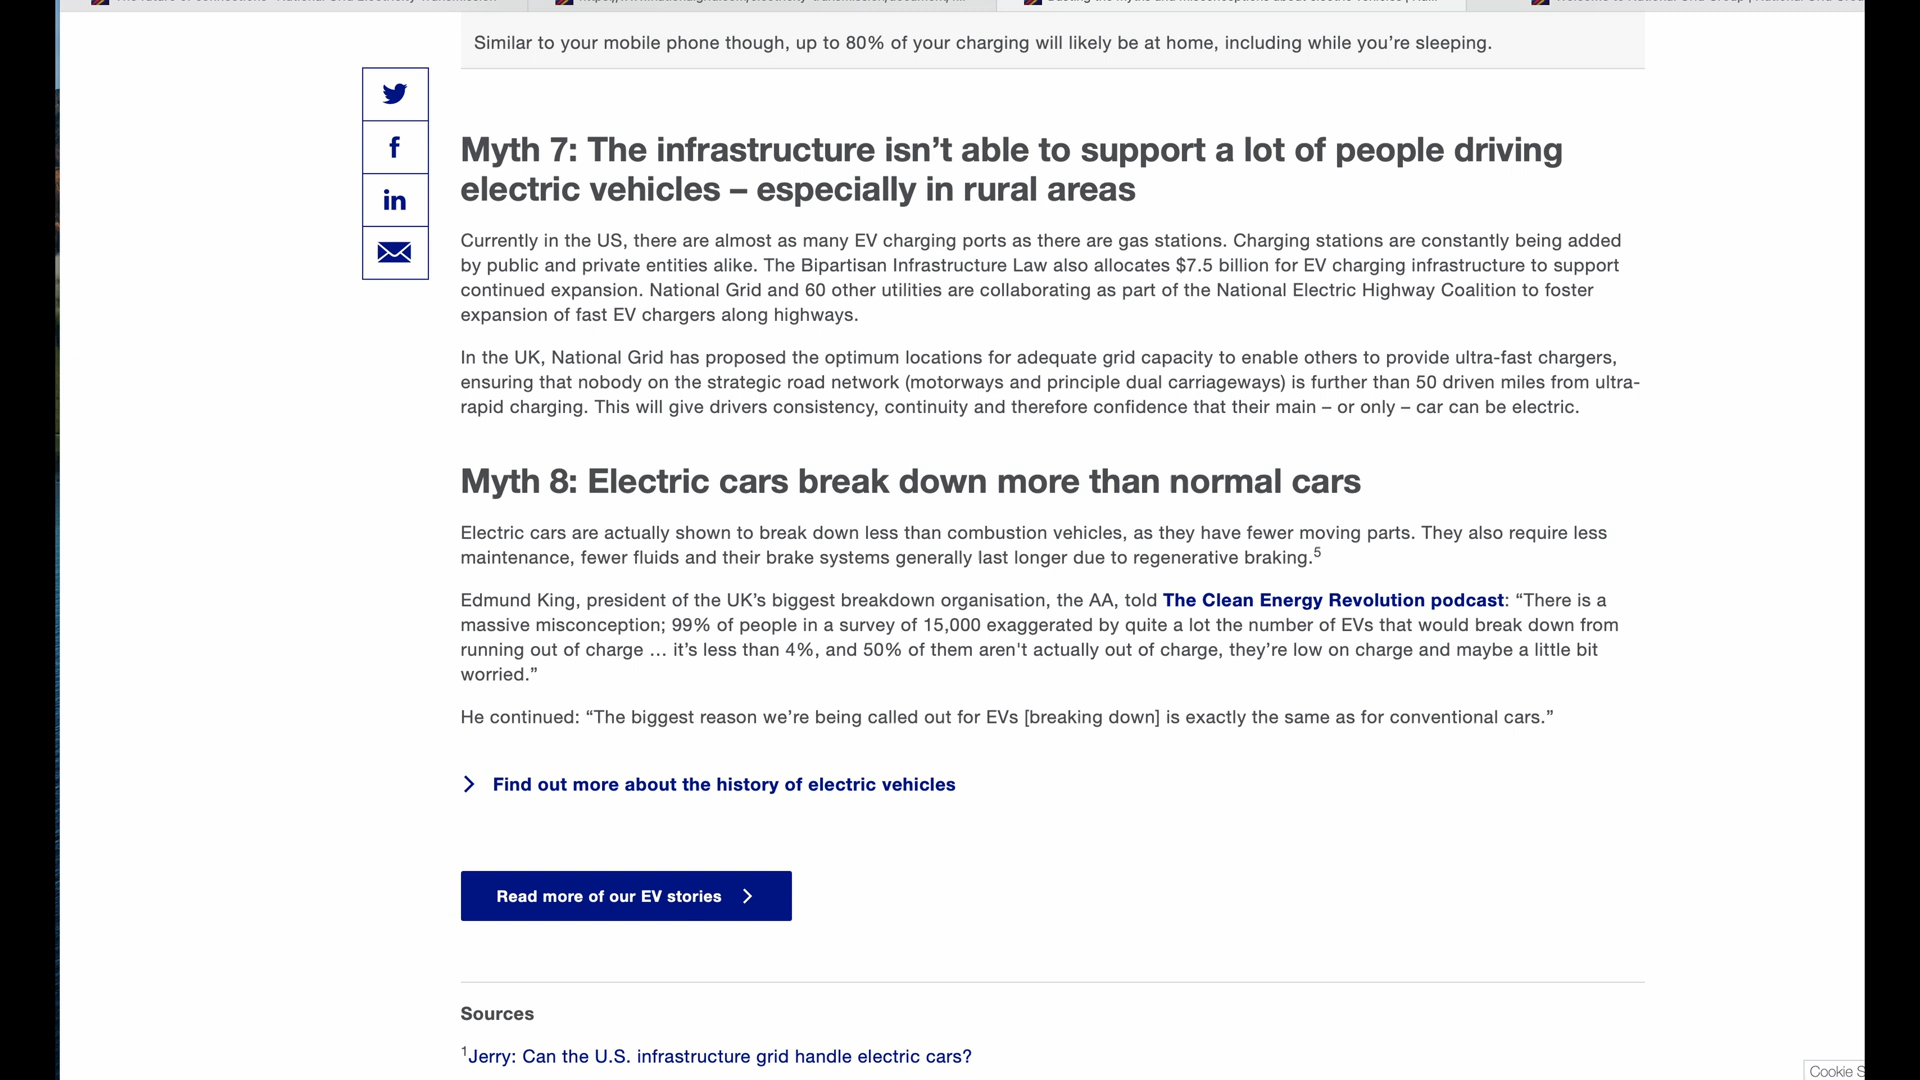 Similar to your mobile phone though, up to 80% of your charging will likely be at home, including while you're sleeping.
f
in
Myth 7: The infrastructure isn't able to support a lot of people driving
electric vehicles – especially in rural areas
Currently in the US, there are almost as many EV charging ports as there are gas stations. Charging stations are constantly being added
by public and private entities alike. The Bipartisan Infrastructure Law also allocates $7.5 billion for EV charging infrastructure to support
continued expansion. National Grid and 60 other utilities are collaborating as part of the National Electric Highway Coalition to foster
expansion of fast EV chargers along highways.
In the UK, National Grid has proposed the optimum locations for adequate grid capacity to enable others to provide ultra-fast chargers,
ensuring that nobody on the strategic road network (motorways and principle dual carriageways) is further than 50 driven miles from ultra-
rapid charging. This will give drivers consistency, continuity and therefore confidence that their main – or only – car can be electric.
Myth 8: Electric cars break down more than normal cars
Electric cars are actually shown to break down less than combustion vehicles, as they have fewer moving parts. They also require less
maintenance, fewer fluids and their brake systems generally last longer due to regenerative braking.5
Edmund King, president of the UK's biggest breakdown organisation, the AA, told The Clean Energy Revolution podcast: “There is a
massive misconception; 99% of people in a survey of 15,000 exaggerated by quite a lot the number of EVs that would break down from
running out of charge … it's less than 4%, and 50% of them aren't actually out of charge, they're low on charge and maybe a little bit
worried.”
He continued: “The biggest reason we're being called out for EVs [breaking down] is exactly the same as for conventional cars.”
Find out more about the history of electric vehicles
Read more of our EV stories
Sources
1Jerry: Can the U.S. infrastructure grid handle electric cars?
Cookie S